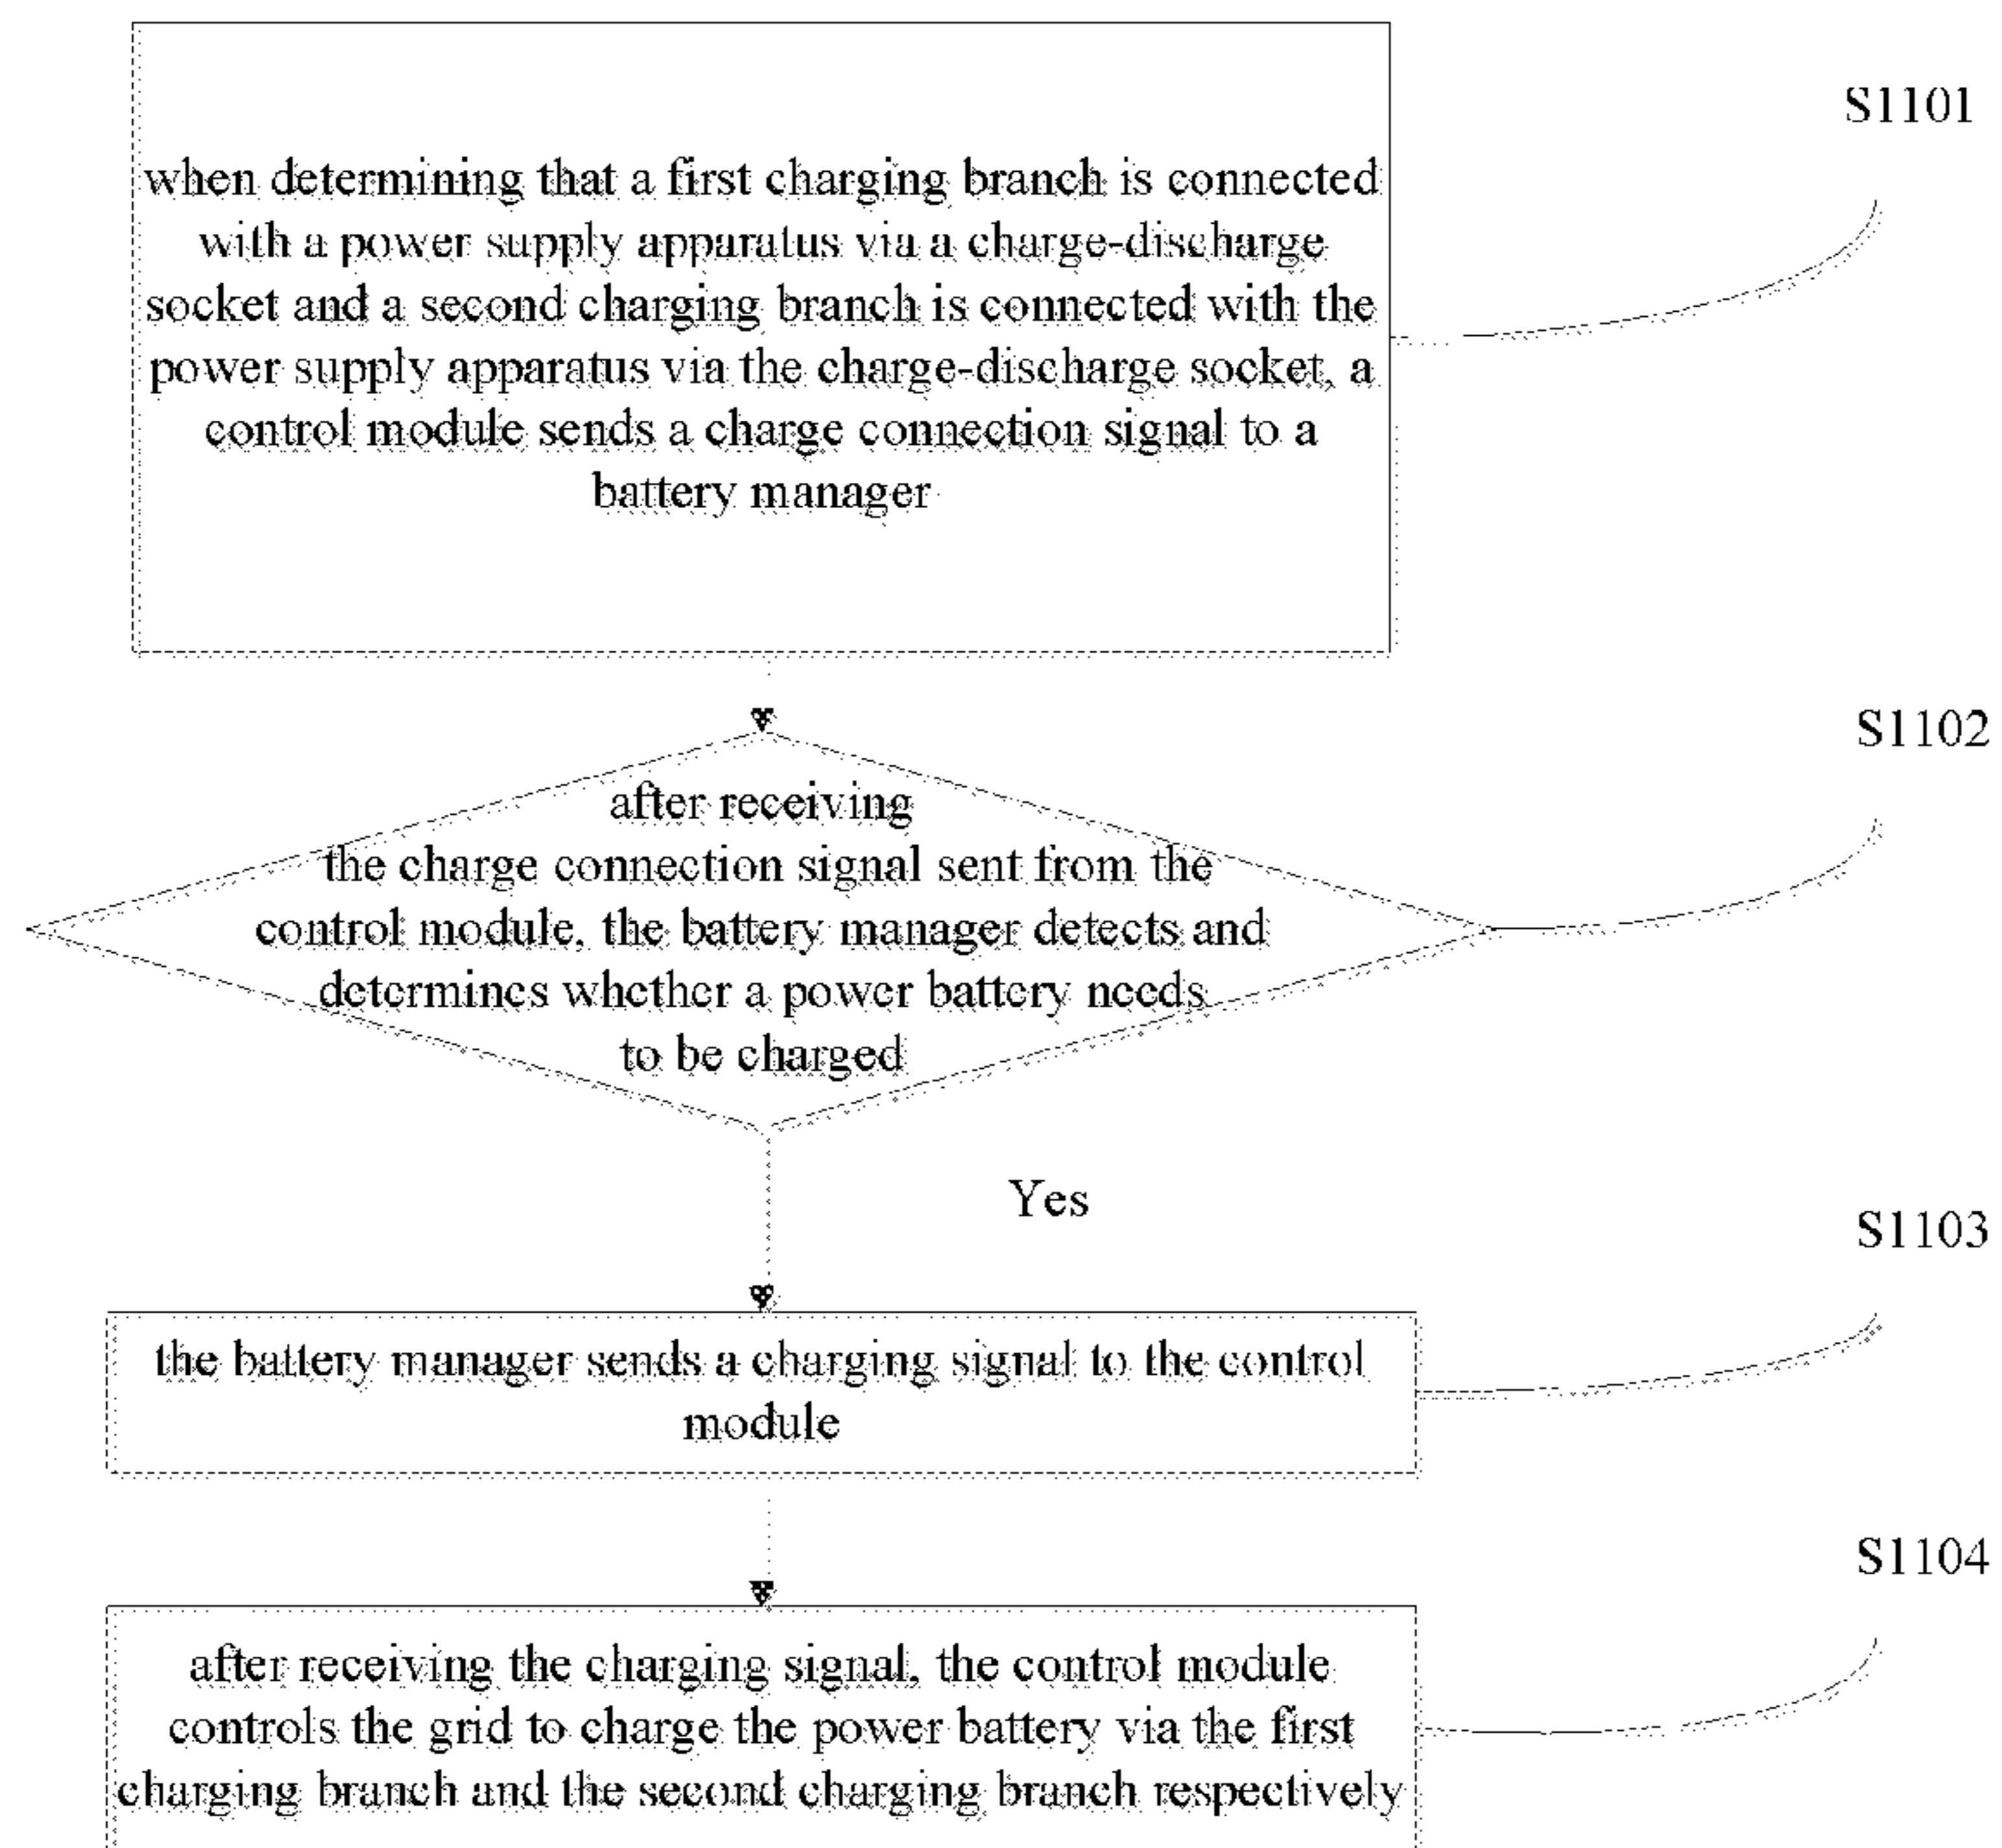 S1101
when determining that a first charging branch is connected
with a power supply apparatus via a charge-discharge
socket and a second charging branch is connected with the
power supply apparatus via the charge-discharge socket, a
control module sends a charge connection signal to a
battery manager
S1102
after receiving
the charge connection signal sent from the
control module, the battery manager detects and
determines whether a power battery needs
to be charged
Yes
S1103
the battery manager sends a charging signal to the control
module
S1104
after receiving the charging signal, the control module
controls the grid to charge the power battery via the first
charging branch and the second charging branch respectively